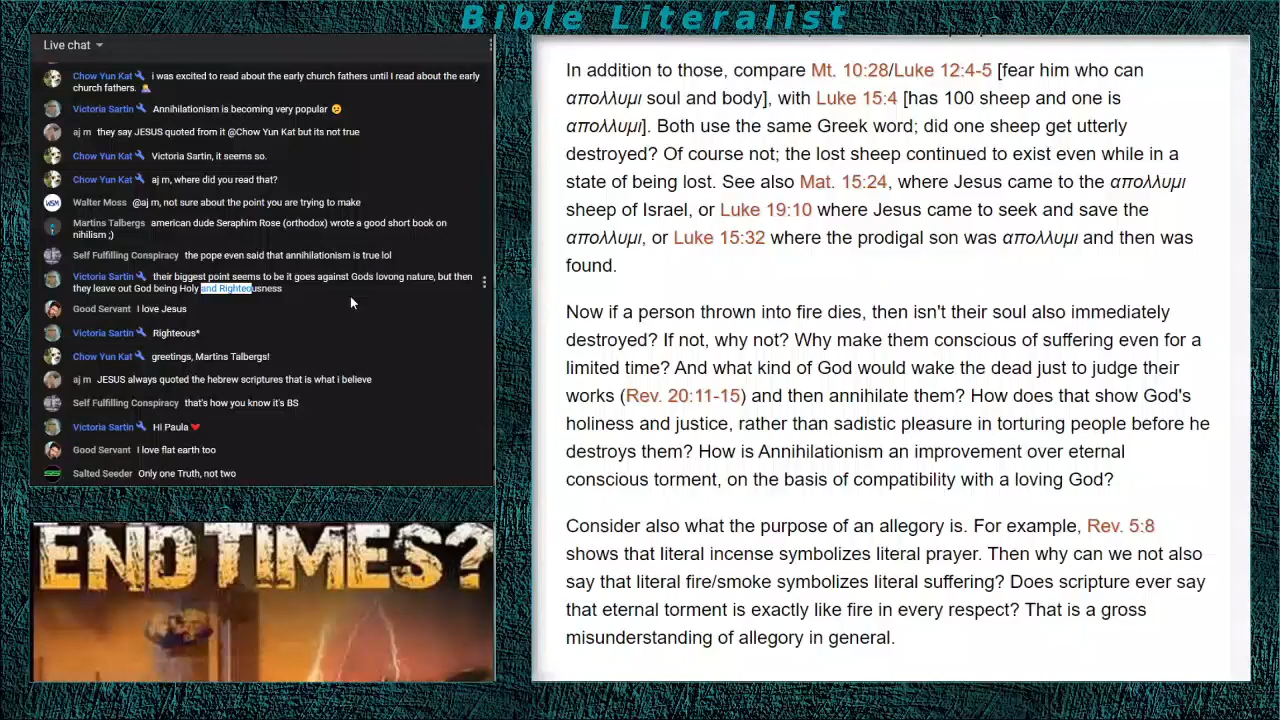 Bible Literalist
Live chat
Chow Yun Kat i was excited to read about the early church fathers until I read about the early
church fathers. 🤦
Victoria Sartin Annihilationism is becoming very popular 😟
aj m they say JESUS quoted from it @Chow Yun Kat but its not true
Chow Yun Kat Victoria Sartin, it seems so.
Chow Yun Kat aj m, where did you read that?
WSM Walter Moss @aj m, not sure about the point you are trying to make
Martins Talbergs american dude Seraphim Rose (orthodox) wrote a good short book on
nihilism ;)
Self Fulfilling Conspiracy the pope even said that annihilationism is true lol
Victoria Sartin their biggest point seems to be it goes against Gods lovong nature, but then
they leave out God being Holy and Righteousness
Good Servant I love Jesus
Victoria Sartin Righteous*
Chow Yun Kat greetings, Martins Talbergs!
aj m JESUS always quoted the hebrew scriptures that is what i believe
Self Fulfilling Conspiracy that's how you know it's BS
Victoria Sartin Hi Paula ❤
Good Servant I love flat earth too
Salted Seeder Only one Truth, not two
END TIMES?
In addition to those, compare Mt. 10:28/Luke 12:4-5 [fear him who can
απολλυμι soul and body], with Luke 15:4 [has 100 sheep and one is
απολλυμι]. Both use the same Greek word; did one sheep get utterly
destroyed? Of course not; the lost sheep continued to exist even while in a
state of being lost. See also Mat. 15:24, where Jesus came to the απολλυμι
sheep of Israel, or Luke 19:10 where Jesus came to seek and save the
απολλυμι, or Luke 15:32 where the prodigal son was απολλυμι and then was
found.
Now if a person thrown into fire dies, then isn't their soul also immediately
destroyed? If not, why not? Why make them conscious of suffering even for a
limited time? And what kind of God would wake the dead just to judge their
works (Rev. 20:11-15) and then annihilate them? How does that show God's
holiness and justice, rather than sadistic pleasure in torturing people before he
destroys them? How is Annihilationism an improvement over eternal
conscious torment, on the basis of compatibility with a loving God?
Consider also what the purpose of an allegory is. For example, Rev. 5:8
shows that literal incense symbolizes literal prayer. Then why can we not also
say that literal fire/smoke symbolizes literal suffering? Does scripture ever say
that eternal torment is exactly like fire in every respect? That is a gross
misunderstanding of allegory in general.